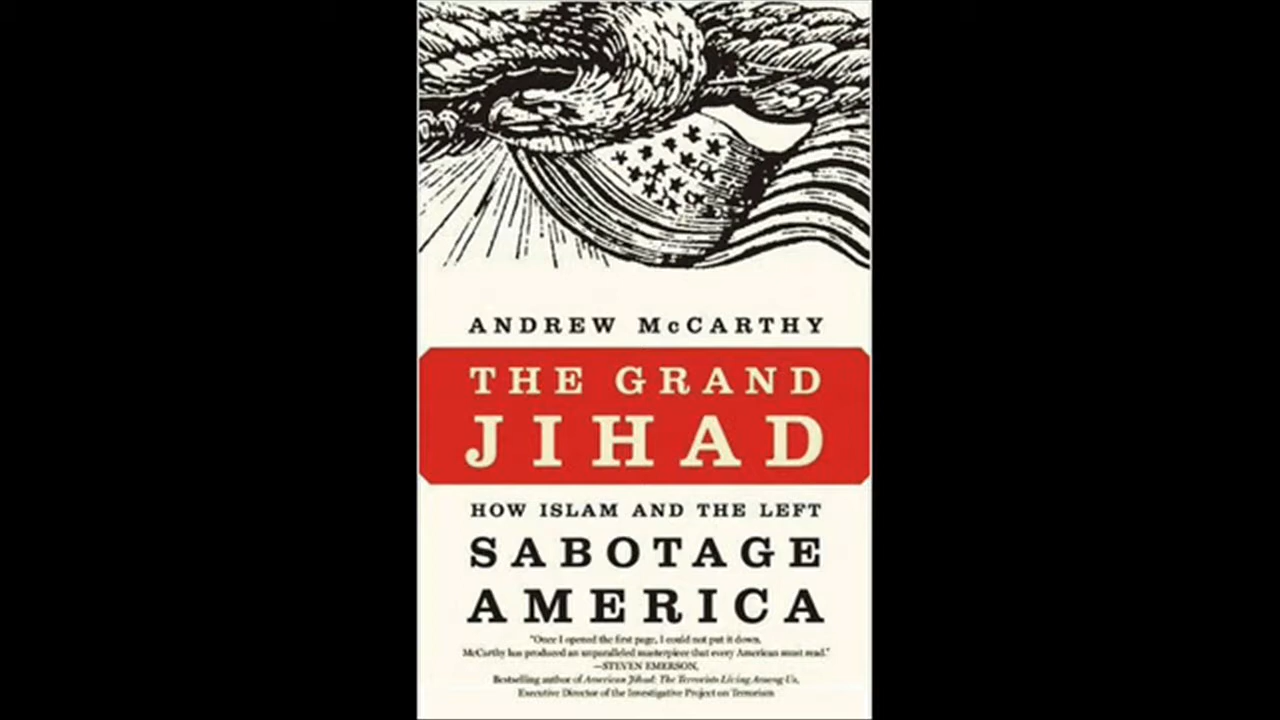 ANDREW McCARTHY
THE GRAND
JIHAD
HOW ISLAM AND THE LEFT
SABOTAGE
AMERICA
"Once I opened the first page, I could not put it down.
McCarthy has produced an unparalleled masterpiece that every American must read."
—STEVEN EMERSON,
Bestselling author of American Jihad: The Terrorists Living Among Us,
Executive Director of the Investigative Project on Terrorism